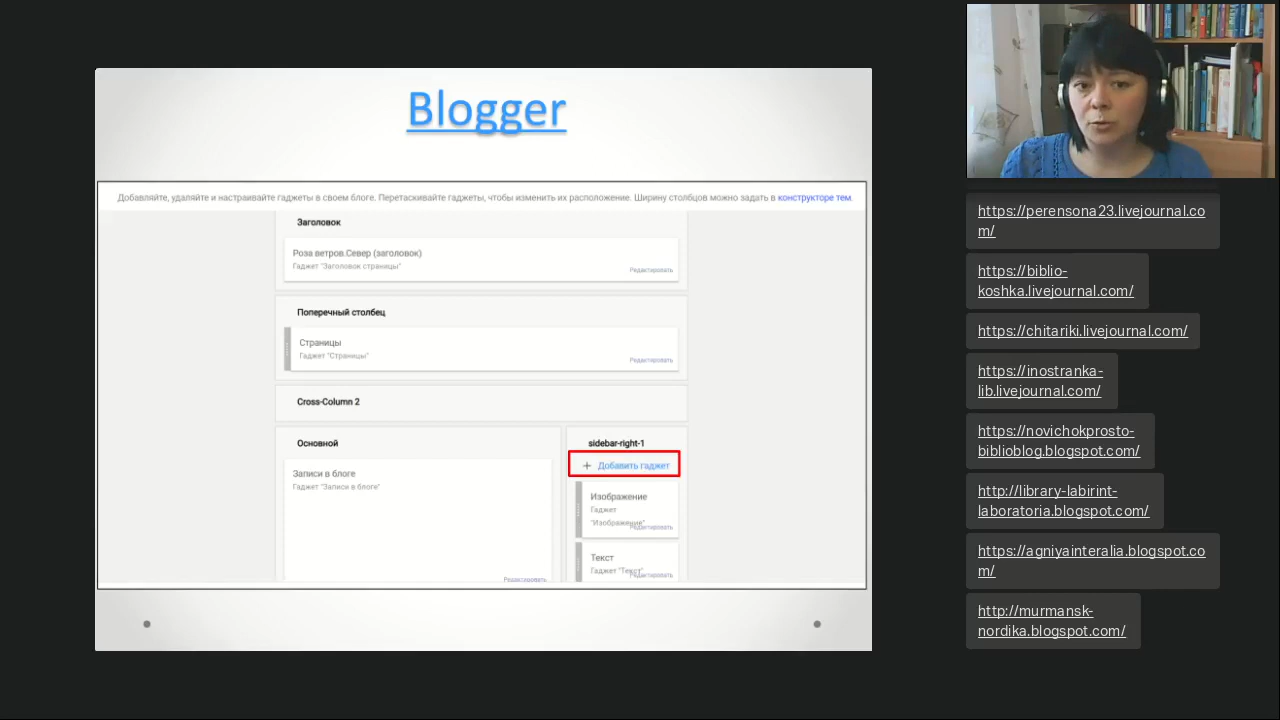 Blogger
Добавляйте, удаляйте и настраивайте гаджеты в своем блоге. Перетаскивайте гаджеты, чтобы изменить их расположение. Ширину столбцов можно задать в конструкторе тем.
Заголовок
Роза ветров.Север (заголовок)
Гаджет "Заголовок страницы"
Редактировать
Поперечный столбец
Страницы
Гаджет "Страницы"
Редактировать
Cross-Column 2
Основной
Записи в блоге
Гаджет "Записи в блоге"
Редактировать
sidebar-right-1
+ Добавить гаджет
Изображение
Гаджет
"Изображение"
Редактировать
Текст
Гаджет "Текст"
Редактировать
https://perensona23.livejournal.co
m/
https://biblio-
koshka.livejournal.com/
https://chitariki.livejournal.com/
https://inostranka-
lib.livejournal.com/
https://novichokprosto-
biblioblog.blogspot.com/
http://library-labirint-
laboratoria.blogspot.com/
https://agniyainteralia.blogspot.co
m/
http://murmansk-
nordika.blogspot.com/